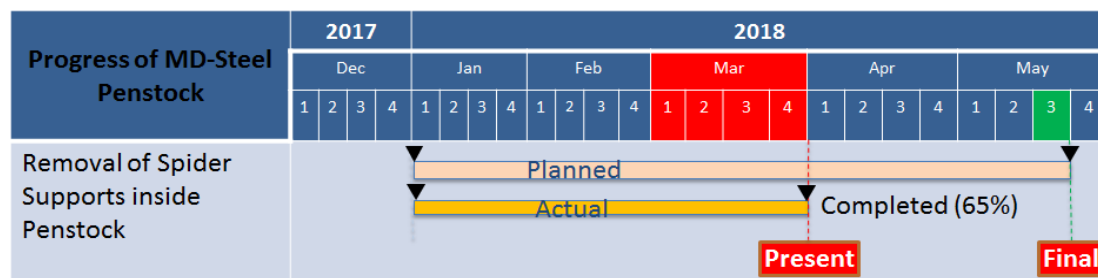 Progress of MD-Steel
Penstock
2017 2018
Dec Jan Feb Mar Apr May
1 2 3 4 1 2 3 4 1 2 3 4 1 2 3 4 1 2 3 4 1 2 3 4
Removal of Spider
Supports inside
Penstock
Planned
Actual
Completed (65%)
Present
Final